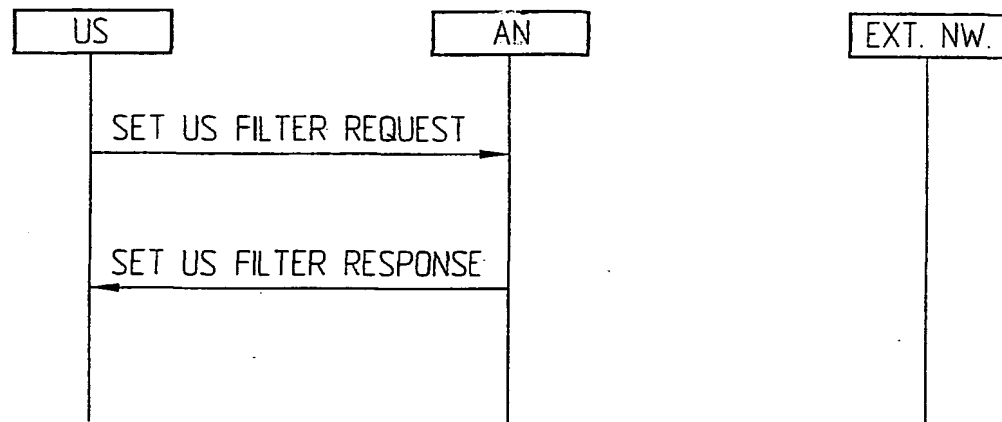 US
AN
EXT. NW.
SET US FILTER REQUEST
SET US FILTER RESPONSE